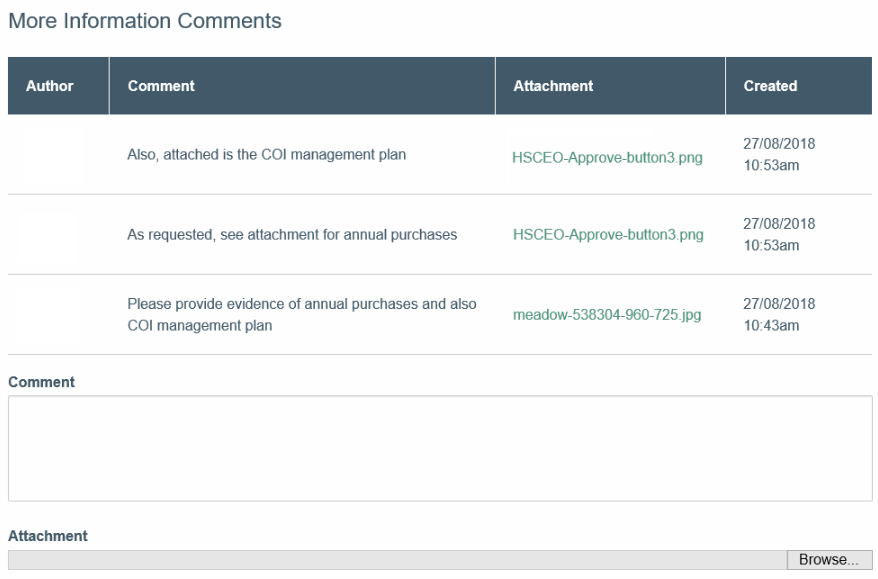 More Information Comments
Author Comment Attachment Created
Also, attached is the COI management plan HSCEO-Approve-button3.png 27/08/2018
10:53am
As requested, see attachment for annual purchases HSCEO-Approve-button3.png 27/08/2018
10:53am
Please provide evidence of annual purchases and also
COI management plan
meadow-538304-960-725.jpg
27/08/2018
10:43am
Comment
Attachment
Browse...